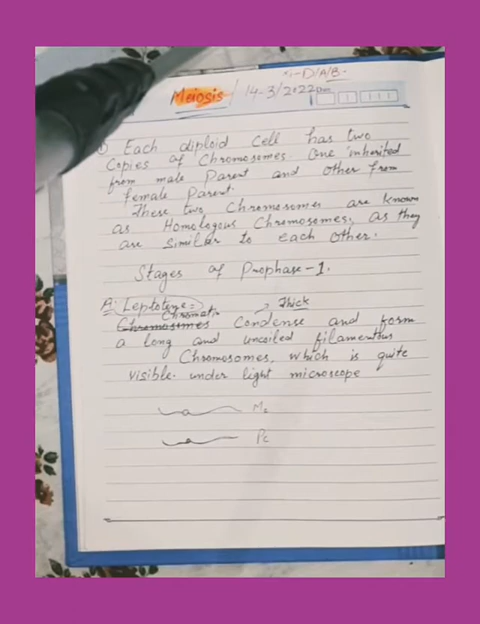 XI-D/A/B.
Meiosis 14-3/2022
Each diploid Cell has two
Copies of Chromosomes. One inherited
from male Parent and other from
female Parent.
These two Chromosomes are known
as Homologous Chromosomes, as they
are similar to each other.
Stages of Prophase-1.
A: Leptotene:
→ Thick
Chromatin
Chromosomes Condense and form
a long and uncoiled filamentous
Chromosomes, which is quite
visible under light microscope
Mc
Pc